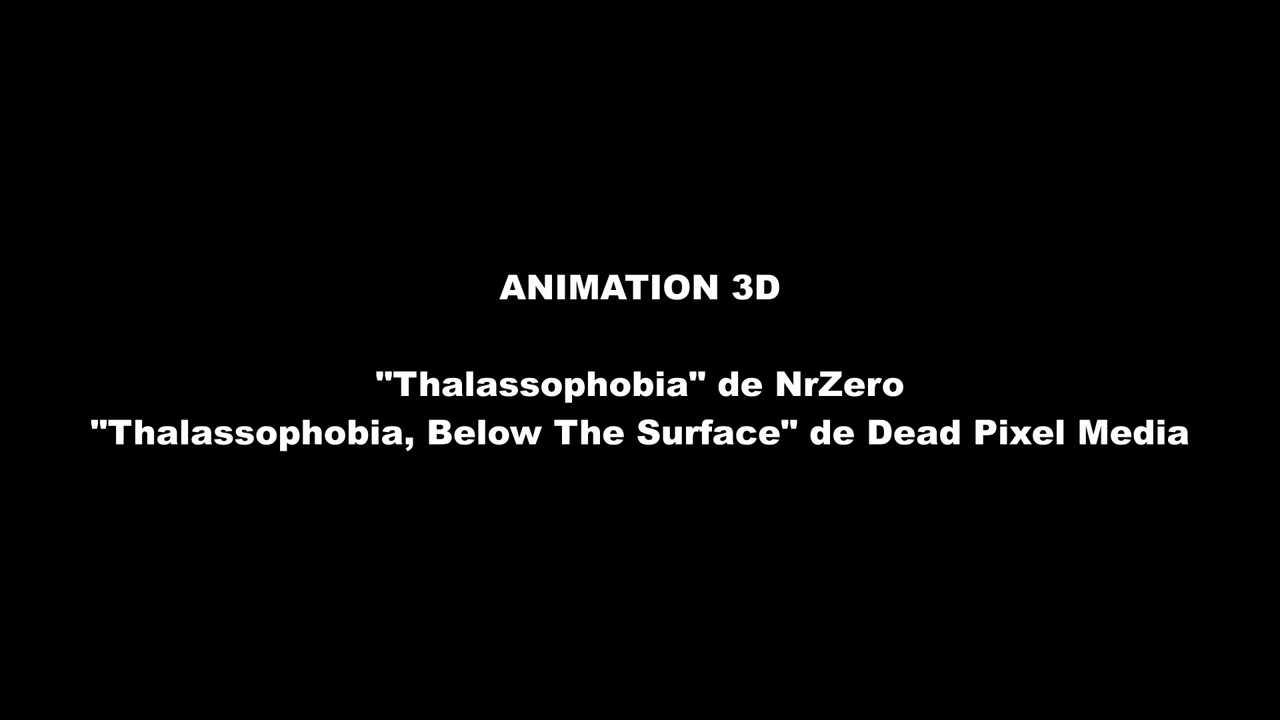 ANIMATION 3D
"Thalassophobia" de NrZero
"Thalassophobia, Below The Surface" de Dead Pixel Media